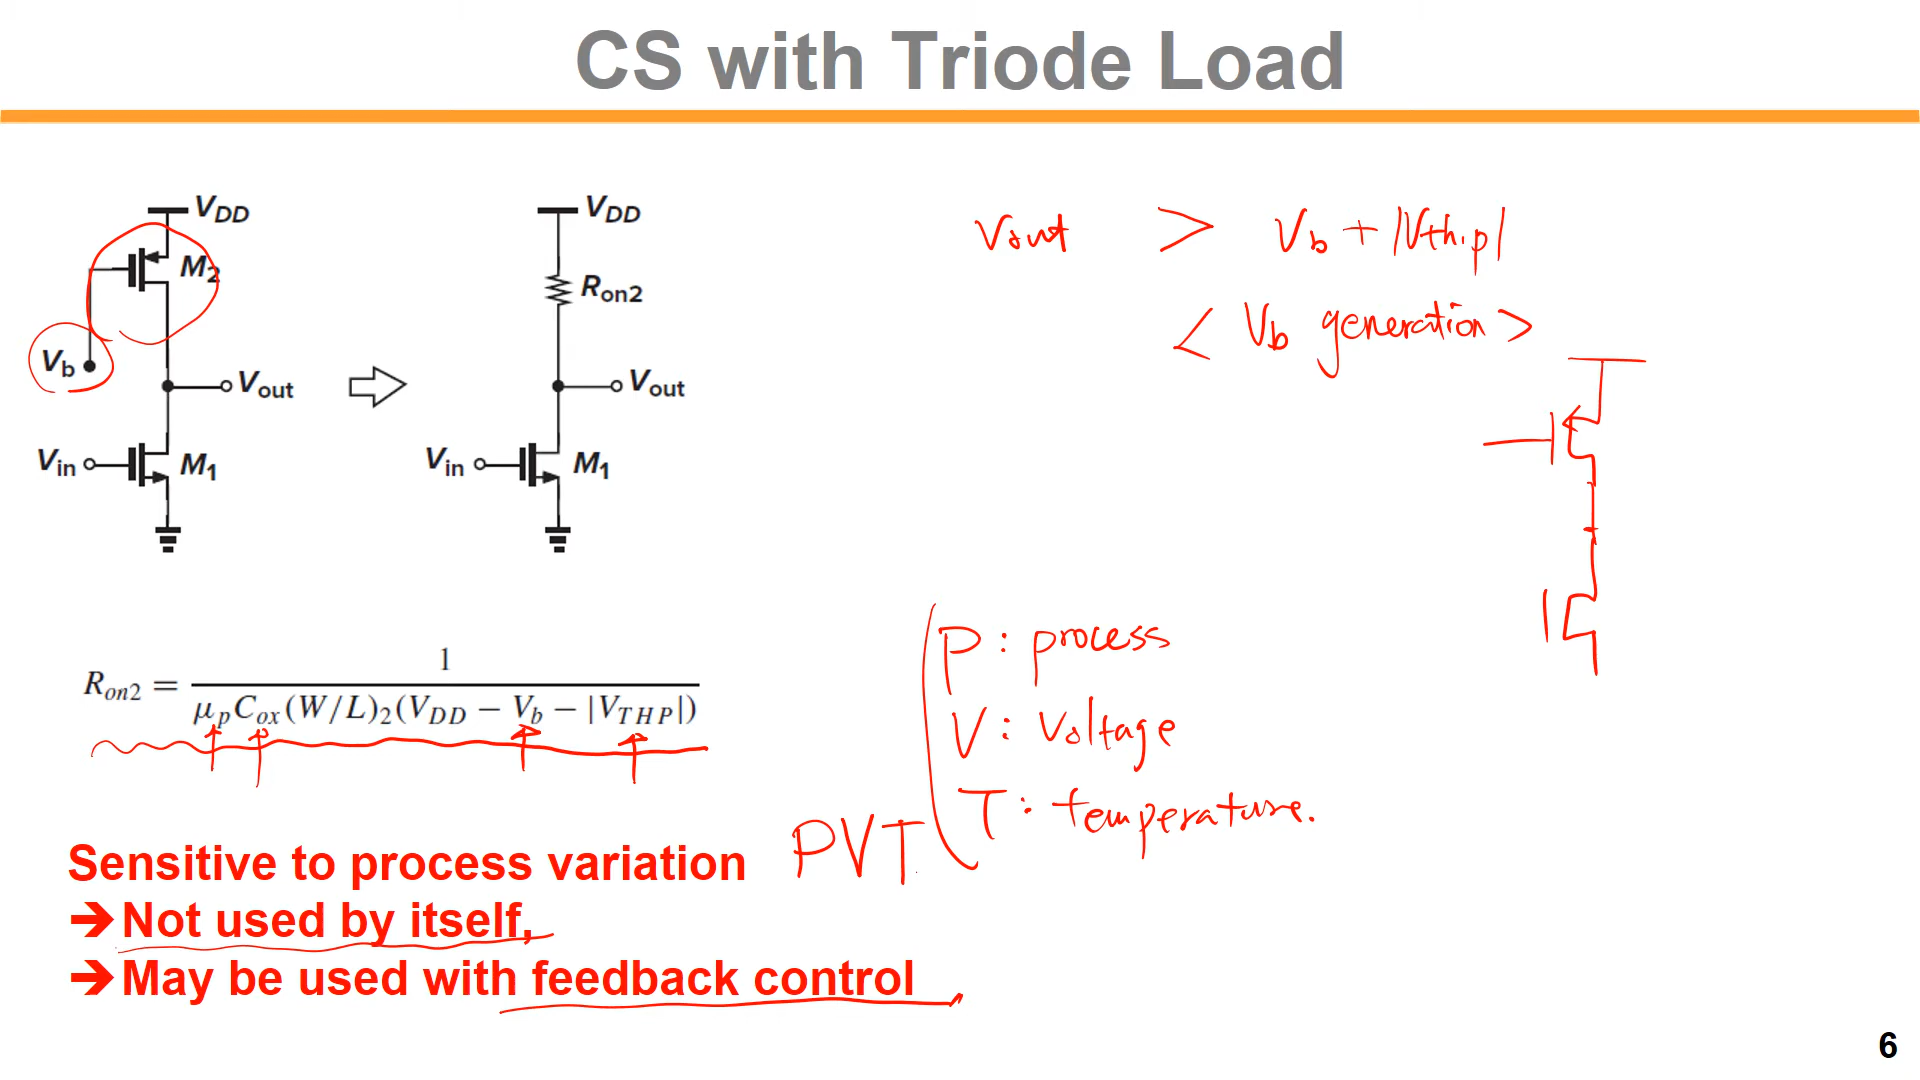 CS with Triode Load
VDD
M2
Vb
Vout
Vin
M1
VDD
Ron2
Vout
Vin
M1
Vout > Vb + |Vth,p|
< Vb generation >
Ron2 = 1 / μpCox(W/L)2(VDD − Vb − |VTHP|)
P : process
V : Voltage
T : temperature.
PVT
Sensitive to process variation
➔ Not used by itself,
➔ May be used with feedback control
6